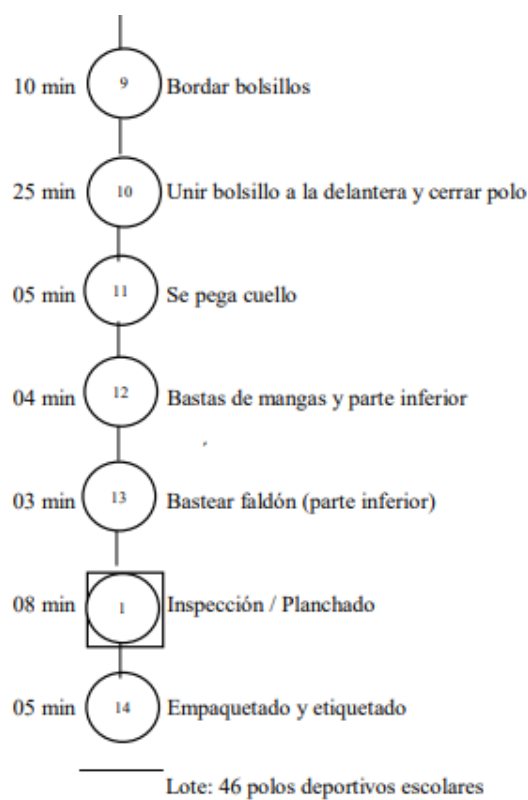 10 min 9 Bordar bolsillos
25 min 10 Unir bolsillo a la delantera y cerrar polo
05 min 11 Se pega cuello
04 min 12 Bastas de mangas y parte inferior
03 min 13 Bastear faldón (parte inferior)
08 min 1 Inspección / Planchado
05 min 14 Empaquetado y etiquetado
Lote: 46 polos deportivos escolares